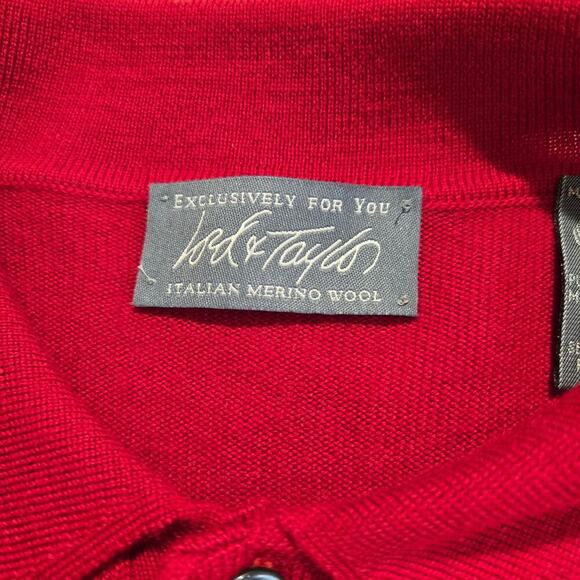 EXCLUSIVELY FOR YOU
Lord & Taylor
ITALIAN MERINO WOOL